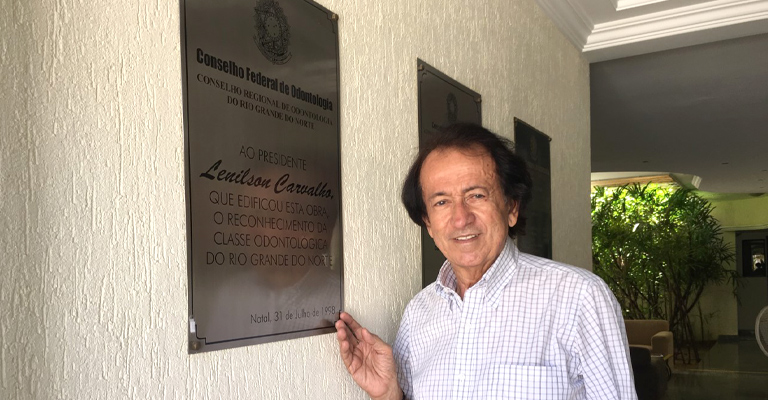 Conselho Federal de Odontologia
CONSELHO REGIONAL DE ODONTOLOGIA
DO RIO GRANDE DO NORTE
AO PRESIDENTE
Lenilson Carvalho,
QUE EDIFICOU ESTA OBRA,
O RECONHECIMENTO DA
CLASSE ODONTOLÓGICA
DO RIO GRANDE DO NORTE
Natal, 31 de Julho de 1998